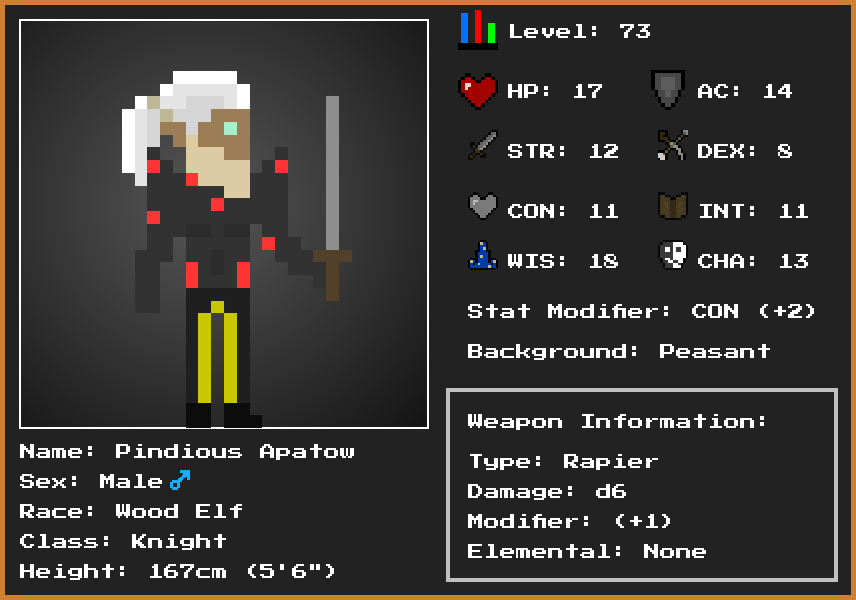 Level: 73
HP: 17
AC: 14
STR: 12
DEX: 8
CON: 11
INT: 11
WIS: 18
CHA: 13
Stat Modifier: CON (+2)
Background: Peasant
Weapon Information:
Type: Rapier
Damage: d6
Modifier: (+1)
Elemental: None
Name: Pindious Apatow
Sex: Male♂
Race: Wood Elf
Class: Knight
Height: 167cm (5'6")